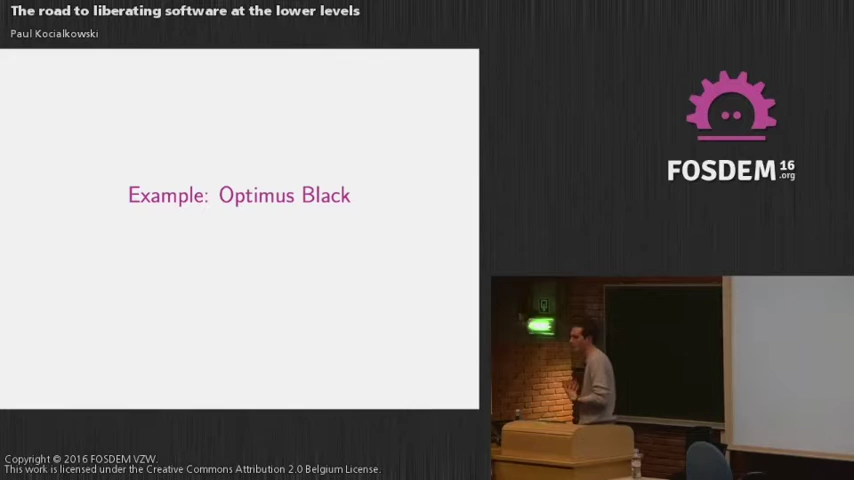 The road to liberating software at the lower levels
Paul Kocialkowski
Example: Optimus Black
FOSDEM 16
.org
Copyright © 2016 FOSDEM VZW.
This work is licensed under the Creative Commons Attribution 2.0 Belgium License.